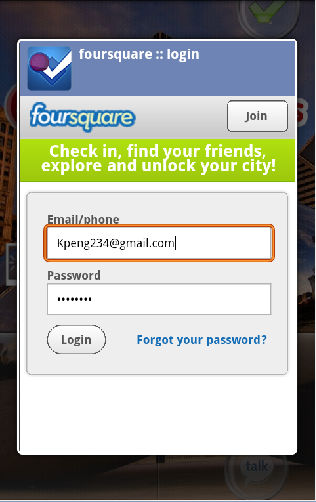 foursquare :: login
foursquare
Join
Check in, find your friends,
explore and unlock your city!
Email/phone
Kpeng234@gmail.com
Password
••••••••
Login
Forgot your password?
talk